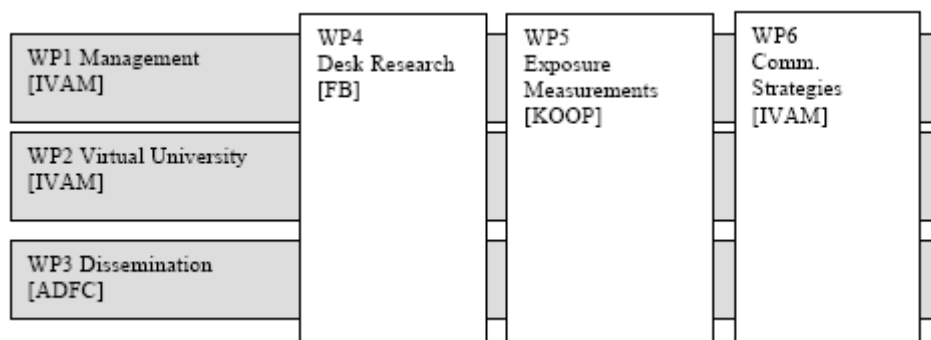 WP1 Management
[IVAM]
WP2 Virtual University
[IVAM]
WP3 Dissemination
[ADFC]
WP4
Desk Research
[FB]
WP5
Exposure
Measurements
[KOOP]
WP6
Comm.
Strategies
[IVAM]